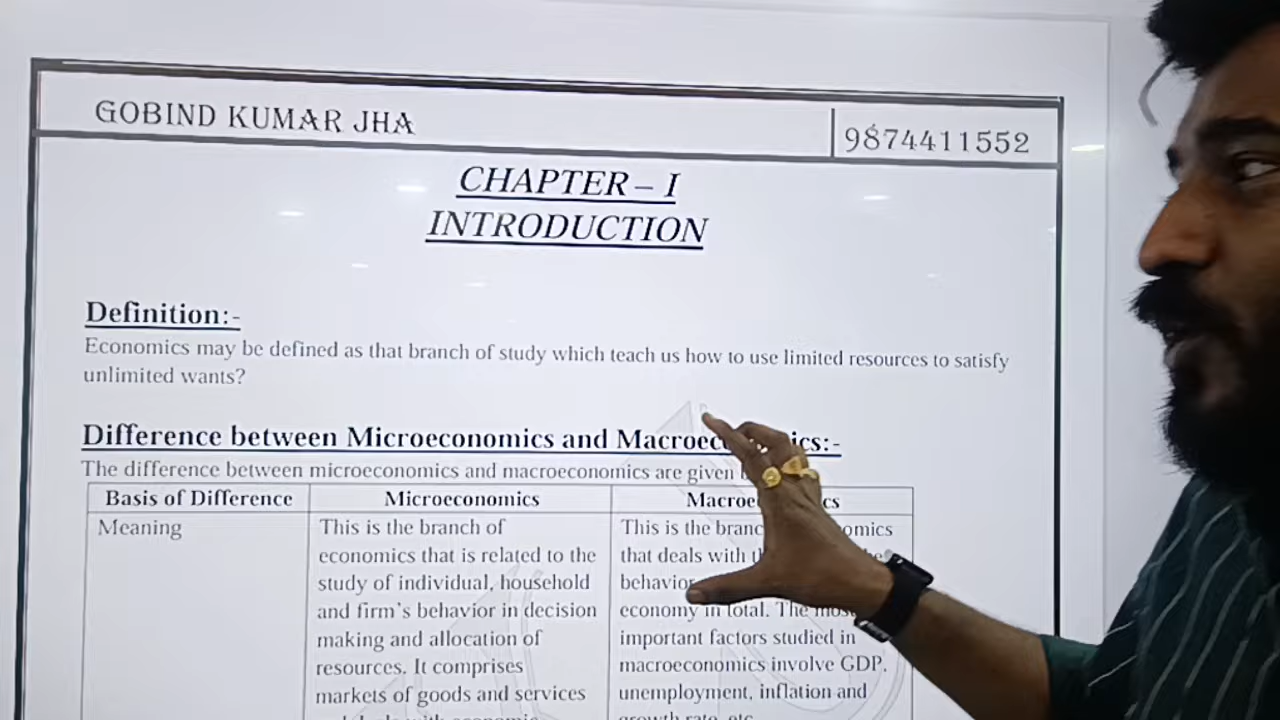 GOBIND KUMAR JHA
9874411552
CHAPTER – I
INTRODUCTION
Definition:-
Economics may be defined as that branch of study which teach us how to use limited resources to satisfy
unlimited wants?
Difference between Microeconomics and
The difference between microeconomics and macroeconomics are given
Basis of Difference
Microeconomics
Meaning
This is the branch of
economics that is related to the
study of individual, household
and firm's behavior in decision
making and allocation of
resources. It comprises
markets of goods and services
This is the
that deals with
economy in total. The
important factors studied in
macroeconomics involve GDP,
unemployment, inflation and
growth rate, etc.